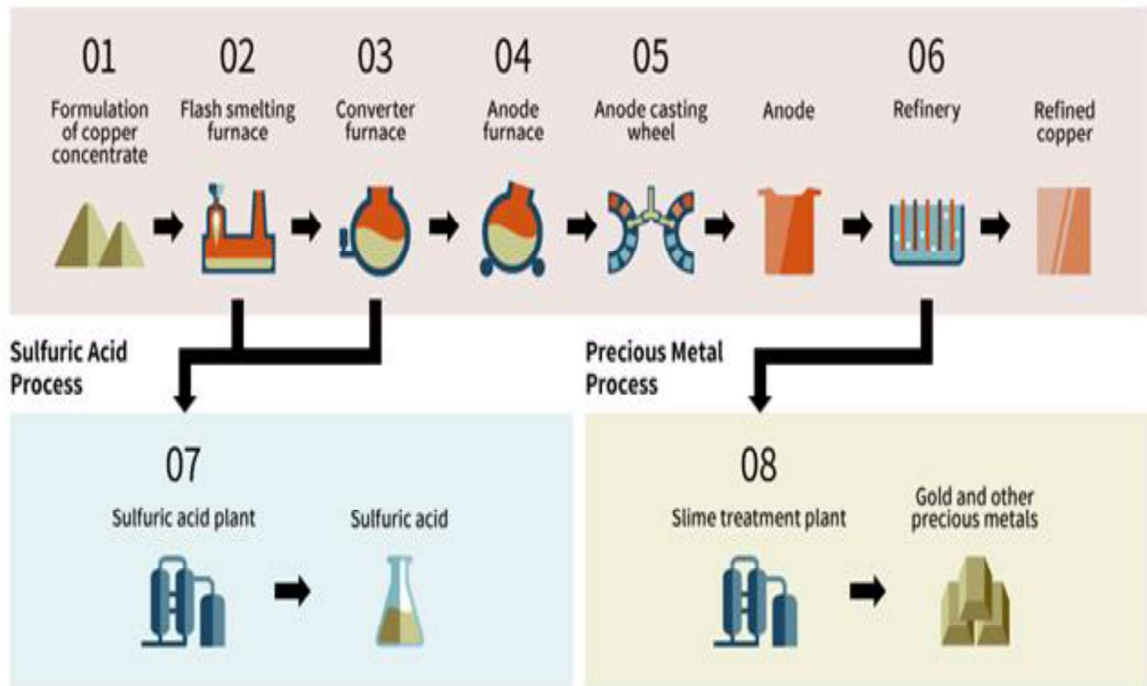 01
Formulation
of copper
concentrate
02
Flash smelting
furnace
03
Converter
furnace
04
Anode
furnace
05
Anode casting
wheel
Anode
06
Refinery
Refined
copper
Sulfuric Acid
Process
Precious Metal
Process
07
Sulfuric acid plant
Sulfuric acid
08
Slime treatment plant
Gold and other
precious metals